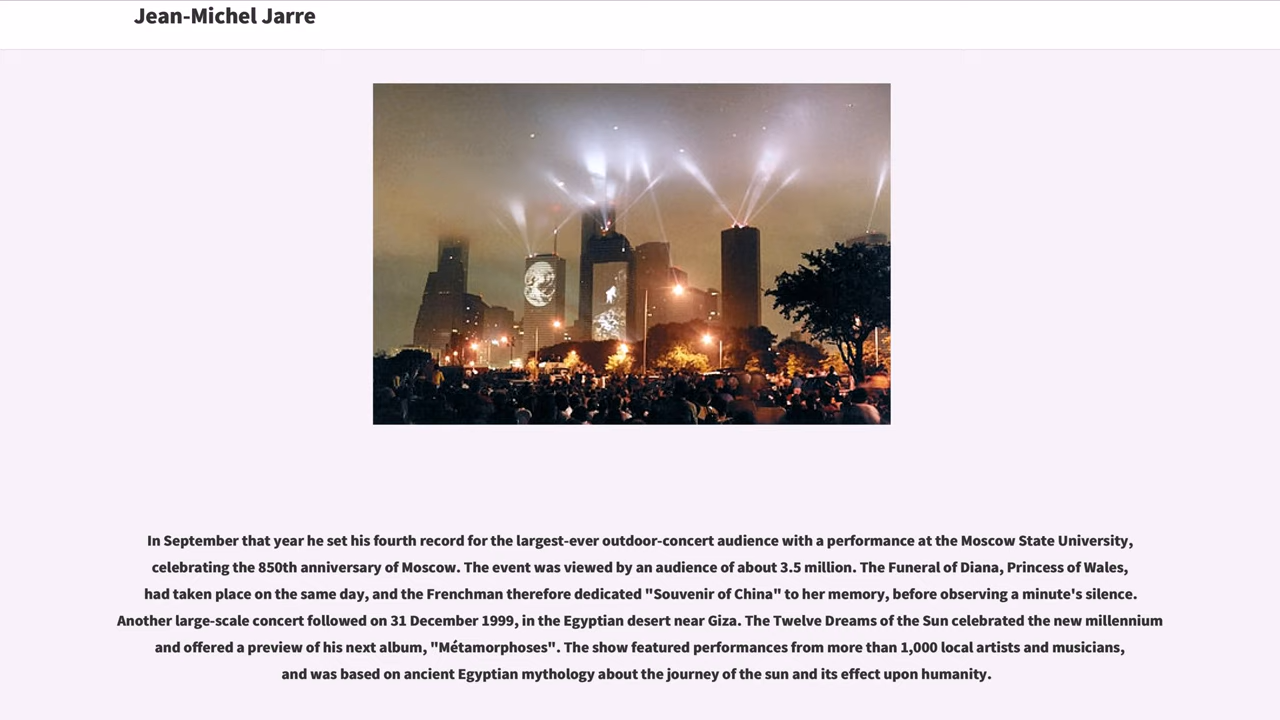 Jean-Michel Jarre
In September that year he set his fourth record for the largest-ever outdoor-concert audience with a performance at the Moscow State University,
celebrating the 850th anniversary of Moscow. The event was viewed by an audience of about 3.5 million. The Funeral of Diana, Princess of Wales,
had taken place on the same day, and the Frenchman therefore dedicated "Souvenir of China" to her memory, before observing a minute's silence.
Another large-scale concert followed on 31 December 1999, in the Egyptian desert near Giza. The Twelve Dreams of the Sun celebrated the new millennium
and offered a preview of his next album, "Métamorphoses". The show featured performances from more than 1,000 local artists and musicians,
and was based on ancient Egyptian mythology about the journey of the sun and its effect upon humanity.